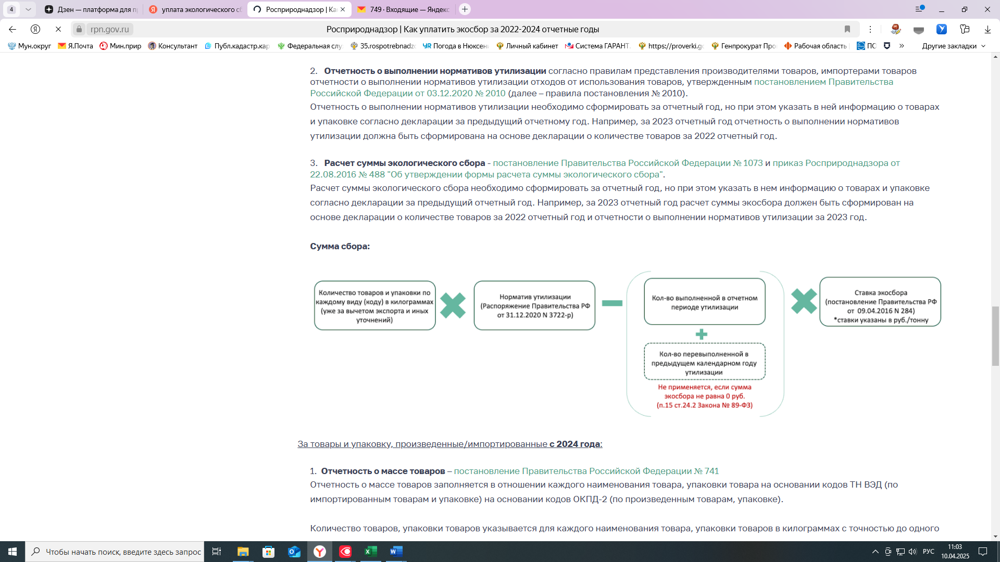 4
Дзен — платформа для п
уплата экологического сб
Росприроднадзор | Ка
749 · Входящие — Яндекс
rpn.gov.ru
Росприроднадзор | Как уплатить экосбор за 2022-2024 отчетные годы
Мун.округ
Я.Почта
Мин.прир
Консультант
Публ.кадастр.кар
Федеральная слу
35.rospotrebnadz
Погода в Нюксен
Личный кабинет
Система ГАРАНТ.
https://proverki.g
Генпрокурат Про
Рабочая область
ПС
»
Другие закладки
2. Отчетность о выполнении нормативов утилизации согласно правилам представления производителями товаров, импортерами товаров
отчетности о выполнении нормативов утилизации отходов от использования товаров, утвержденным постановлением Правительства
Российской Федерации от 03.12.2020 № 2010 (далее – правила постановления № 2010).
Отчетность о выполнении нормативов утилизации необходимо сформировать за отчетный год, но при этом указать в ней информацию о товарах
и упаковке согласно декларации за предыдущий отчетному год. Например, за 2023 отчетный год отчетность о выполнении нормативов
утилизации должна быть сформирована на основе декларации о количестве товаров за 2022 отчетный год.
3. Расчет суммы экологического сбора - постановление Правительства Российской Федерации № 1073 и приказ Росприроднадзора от
22.08.2016 № 488 "Об утверждении формы расчета суммы экологического сбора".
Расчет суммы экологического сбора необходимо сформировать за отчетный год, но при этом указать в нем информацию о товарах и упаковке
согласно декларации за предыдущий отчетный год. Например, за 2023 отчетный год расчет суммы экосбора должен быть сформирован на
основе декларации о количестве товаров за 2022 отчетный год и отчетности о выполнении нормативов утилизации за 2023 год.
Сумма сбора:
Количество товаров и упаковки по
каждому виду (коду) в килограммах
(уже за вычетом экспорта и иных
уточнений)
Норматив утилизации
(Распоряжение Правительства РФ
от 31.12.2020 N 3722-р)
Кол-во выполненной в отчетном
периоде утилизации
Кол-во перевыполненной в
предыдущем календарном году
утилизации
Не применяется, если сумма
экосбора не равна 0 руб.
(п.15 ст.24.2 Закона № 89-ФЗ)
Ставка экосбора
(постановление Правительства РФ
от 09.04.2016 N 284)
*ставки указаны в руб./тонну
За товары и упаковку, произведенные/импортированные с 2024 года:
1. Отчетность о массе товаров – постановление Правительства Российской Федерации № 741
Отчетность о массе товаров заполняется в отношении каждого наименования товара, упаковки товара на основании кодов ТН ВЭД (по
импортированным товарам и упаковке) на основании кодов ОКПД-2 (по произведенным товарам, упаковке).
Количество товаров, упаковки товаров указывается для каждого наименования товара, упаковки товаров в килограммах с точностью до одного
Чтобы начать поиск, введите здесь запрос
РУС
11:03
10.04.2025